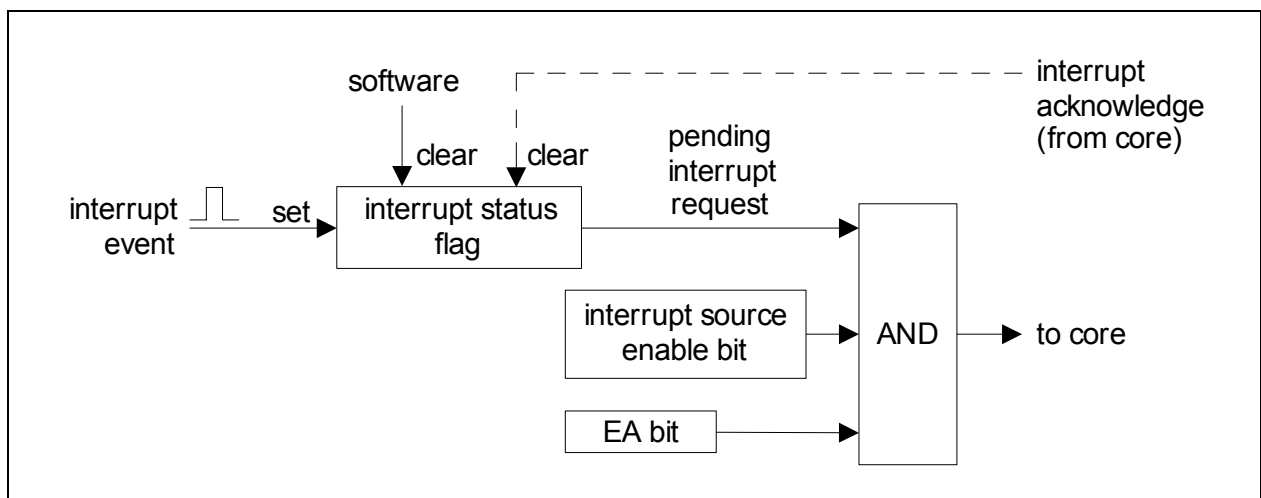 software
interrupt
acknowledge
(from core)
clear
clear
pending
interrupt
request
interrupt
event
set
interrupt status
flag
interrupt source
enable bit
AND
to core
EA bit